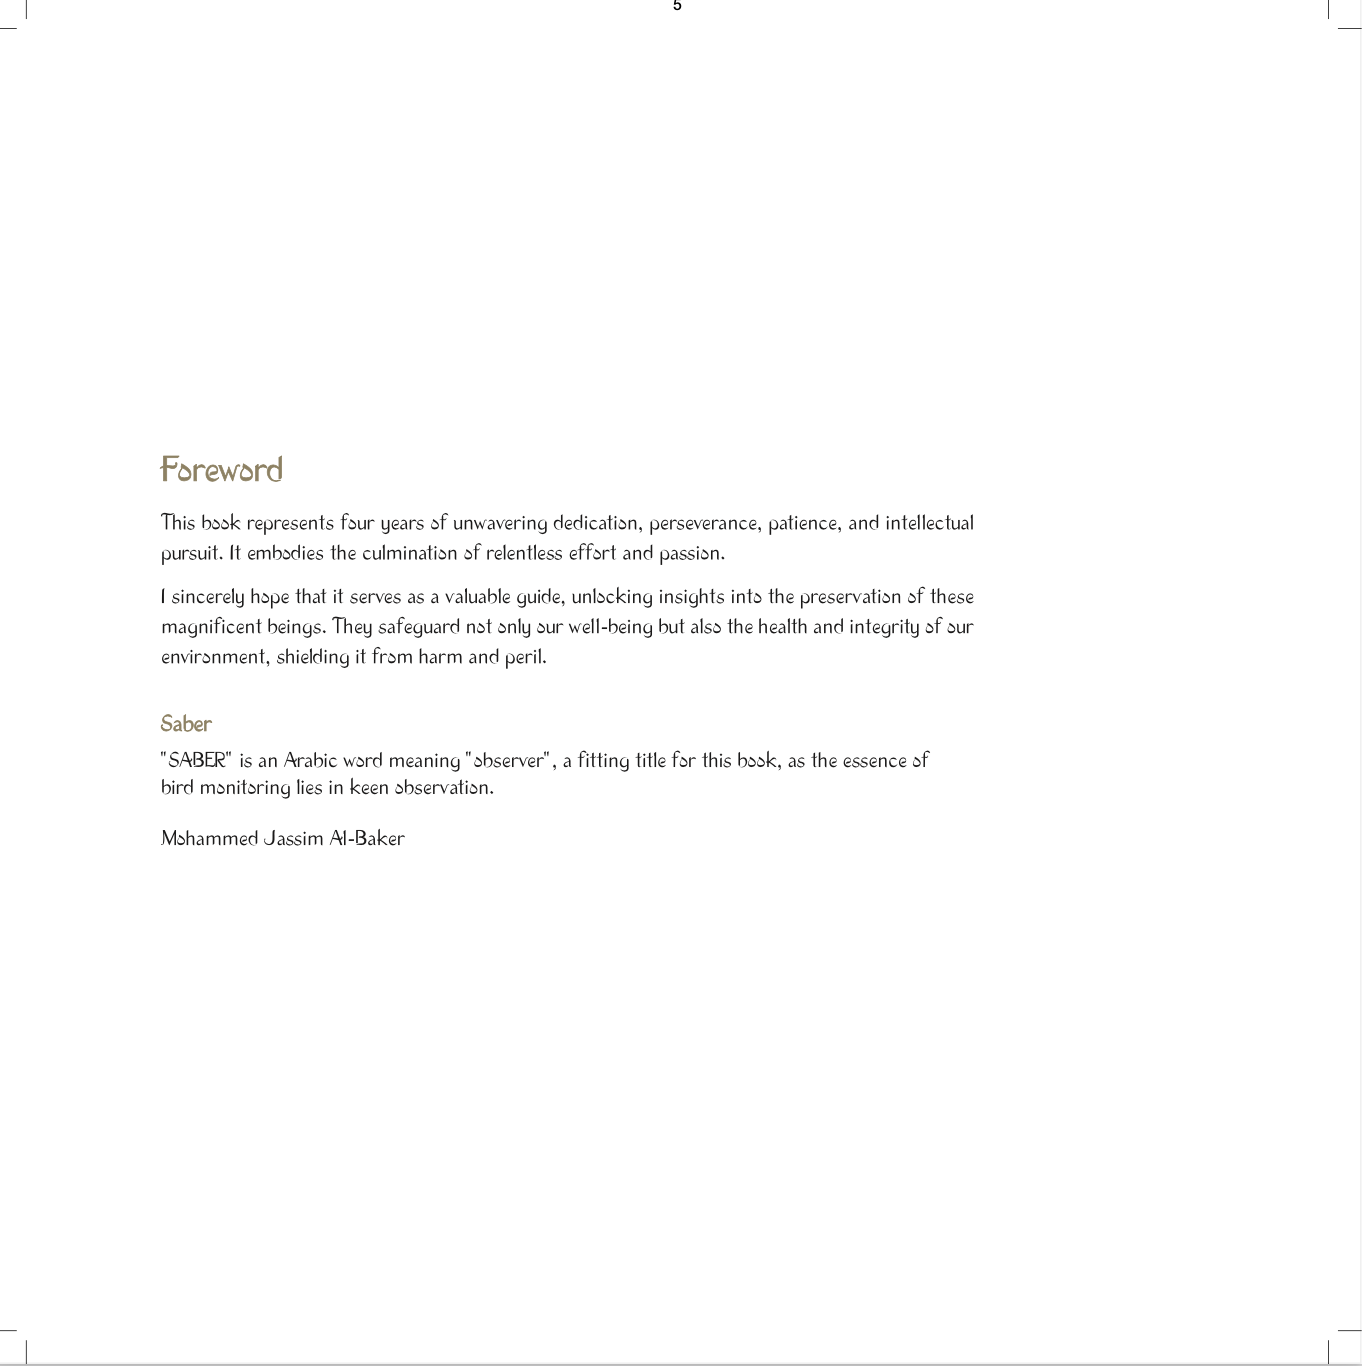 5
Foreword
This book represents four years of unwavering dedication, perseverance, patience, and intellectual
pursuit. It embodies the culmination of relentless effort and passion.
I sincerely hope that it serves as a valuable guide, unlocking insights into the preservation of these
magnificent beings. They safeguard not only our well-being but also the health and integrity of our
environment, shielding it from harm and peril.
Saber
"SABER" is an Arabic word meaning "observer", a fitting title for this book, as the essence of
bird monitoring lies in keen observation.
Mohammed Jassim Al-Baker